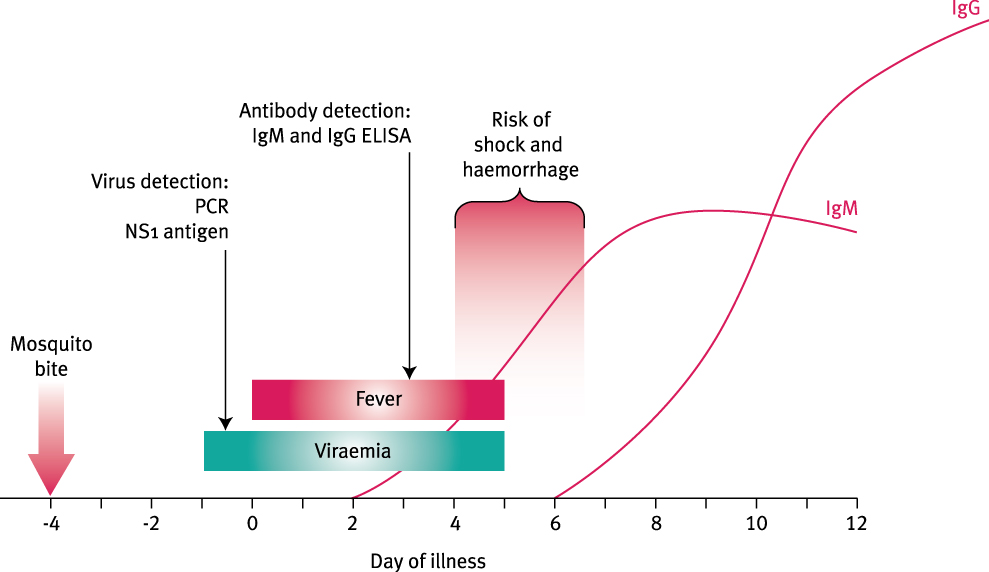 IgG
Antibody detection:
IgM and IgG ELISA
Risk of
shock and
haemorrhage
Virus detection:
PCR
NS1 antigen
IgM
Mosquito
bite
Fever
Viraemia
-4 -2 0 2 4 6 8 10 12
Day of illness